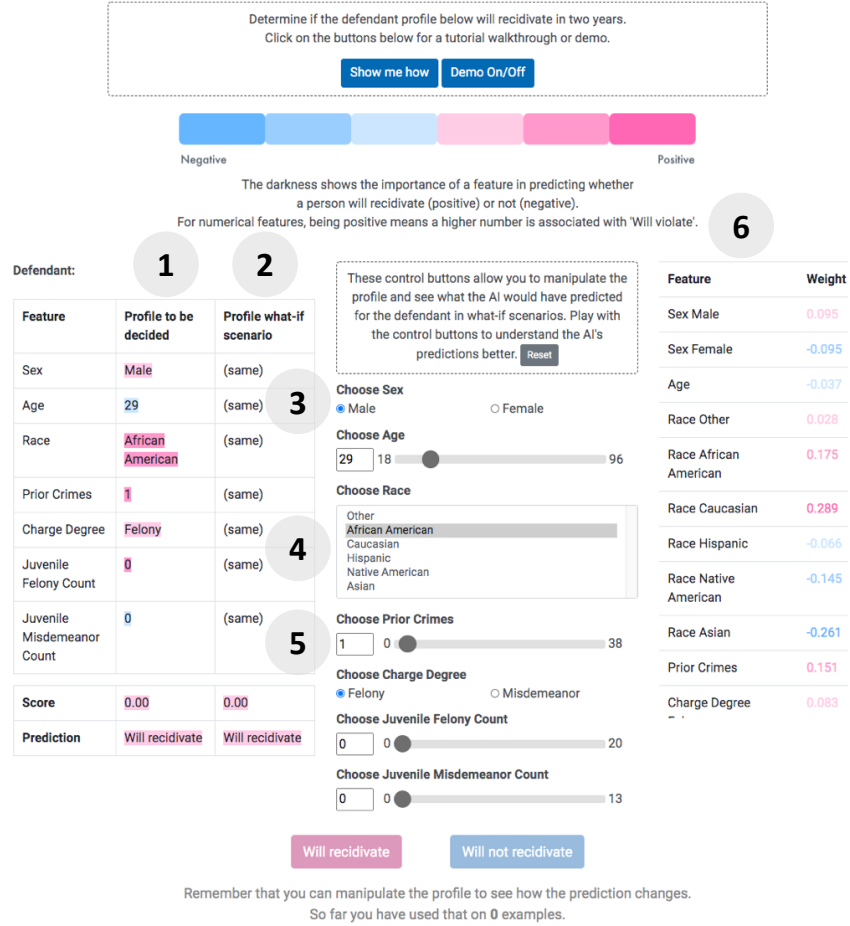 Determine if the defendant profile below will recidivate in two years.
Click on the buttons below for a tutorial walkthrough or demo.
Show me how
Demo On/Off
Negative
Positive
The darkness shows the importance of a feature in predicting whether
a person will recidivate (positive) or not (negative).
For numerical features, being positive means a higher number is associated with 'Will violate'.
6
1
2
Defendant:
Feature
Profile to be
decided
Profile what-if
scenario
Sex
Male
(same)
Age
29
(same)
Race
African
American
(same)
Prior Crimes
1
(same)
Charge Degree
Felony
(same)
Juvenile
Felony Count
0
(same)
Juvenile
Misdemeanor
Count
0
(same)
Score
0.00
0.00
Prediction
Will recidivate
Will recidivate
3
4
5
These control buttons allow you to manipulate the
profile and see what the AI would have predicted
for the defendant in what-if scenarios. Play with
the control buttons to understand the AI's
predictions better. Reset
Choose Sex
Male
Female
Choose Age
29 18 96
Choose Race
Other
African American
Caucasian
Hispanic
Native American
Asian
Choose Prior Crimes
1 0 38
Choose Charge Degree
Felony
Misdemeanor
Choose Juvenile Felony Count
0 0 20
Choose Juvenile Misdemeanor Count
0 0 13
Feature Weight
Sex Male 0.095
Sex Female -0.095
Age -0.037
Race Other 0.028
Race African
American
0.175
Race Caucasian 0.289
Race Hispanic -0.066
Race Native
American
-0.145
Race Asian -0.261
Prior Crimes 0.151
Charge Degree 0.083
Will recidivate
Will not recidivate
Remember that you can manipulate the profile to see how the prediction changes.
So far you have used that on 0 examples.